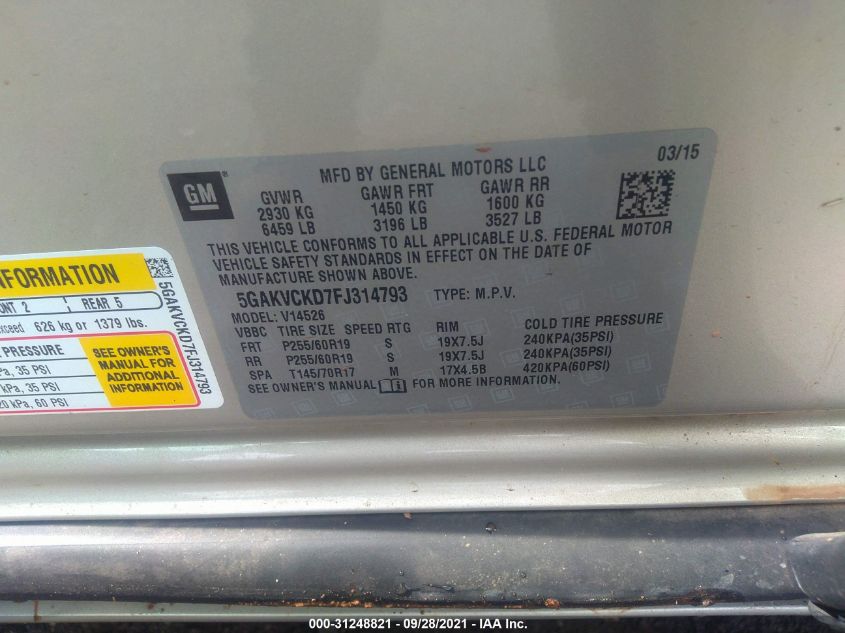 MFD BY GENERAL MOTORS LLC
03/15
GM ®
GVWR GAWR FRT GAWR RR
2930 KG 1450 KG 1600 KG
6459 LB 3196 LB 3527 LB
THIS VEHICLE CONFORMS TO ALL APPLICABLE U.S. FEDERAL MOTOR
VEHICLE SAFETY STANDARDS IN EFFECT ON THE DATE OF
MANUFACTURE SHOWN ABOVE.
5GAKVCKD7FJ314793 TYPE: M.P.V.
MODEL: V14526
VBBC TIRE SIZE SPEED RTG RIM COLD TIRE PRESSURE
FRT P255/60R19 S 19X7.5J 240KPA(35PSI)
RR P255/60R19 S 19X7.5J 240KPA(35PSI)
SPA T145/70R17 M 17X4.5B 420KPA(60PSI)
SEE OWNER'S MANUAL i FOR MORE INFORMATION.
FORMATION
ONT 2 REAR 5
xceed 626 kg or 1379 lbs.
PRESSURE
Pa, 35 PSI
kPa, 35 PSI
20 kPa, 60 PSI
SEE OWNER'S
MANUAL FOR
ADDITIONAL
INFORMATION
5GAKVCKD7FJ314793
000-31248821 - 09/28/2021 - IAA Inc.